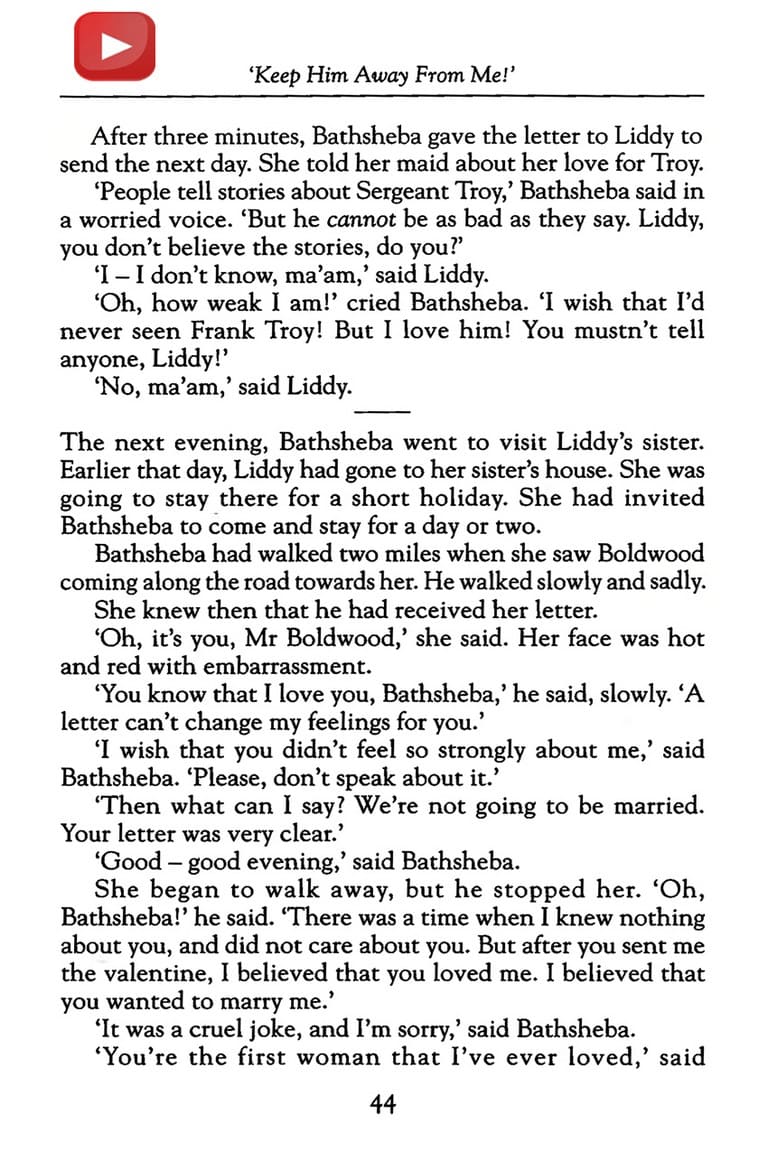 ‘Keep Him Away From Me!’
After three minutes, Bathsheba gave the letter to Liddy to
send the next day. She told her maid about her love for Troy.
‘People tell stories about Sergeant Troy,’ Bathsheba said in
a worried voice. ‘But he cannot be as bad as they say. Liddy,
you don’t believe the stories, do you?’
‘I – I don’t know, ma’am,’ said Liddy.
‘Oh, how weak I am!’ cried Bathsheba. ‘I wish that I’d
never seen Frank Troy! But I love him! You mustn’t tell
anyone, Liddy!’
‘No, ma’am,’ said Liddy.
The next evening, Bathsheba went to visit Liddy’s sister.
Earlier that day, Liddy had gone to her sister’s house. She was
going to stay there for a short holiday. She had invited
Bathsheba to come and stay for a day or two.
Bathsheba had walked two miles when she saw Boldwood
coming along the road towards her. He walked slowly and sadly.
She knew then that he had received her letter.
‘Oh, it’s you, Mr Boldwood,’ she said. Her face was hot
and red with embarrassment.
‘You know that I love you, Bathsheba,’ he said, slowly. ‘A
letter can’t change my feelings for you.’
‘I wish that you didn’t feel so strongly about me,’ said
Bathsheba. ‘Please, don’t speak about it.’
‘Then what can I say? We’re not going to be married.
Your letter was very clear.’
‘Good – good evening,’ said Bathsheba.
She began to walk away, but he stopped her. ‘Oh,
Bathsheba!’ he said. ‘There was a time when I knew nothing
about you, and did not care about you. But after you sent me
the valentine, I believed that you loved me. I believed that
you wanted to marry me.’
‘It was a cruel joke, and I’m sorry,’ said Bathsheba.
‘You’re the first woman that I’ve ever loved,’ said
44